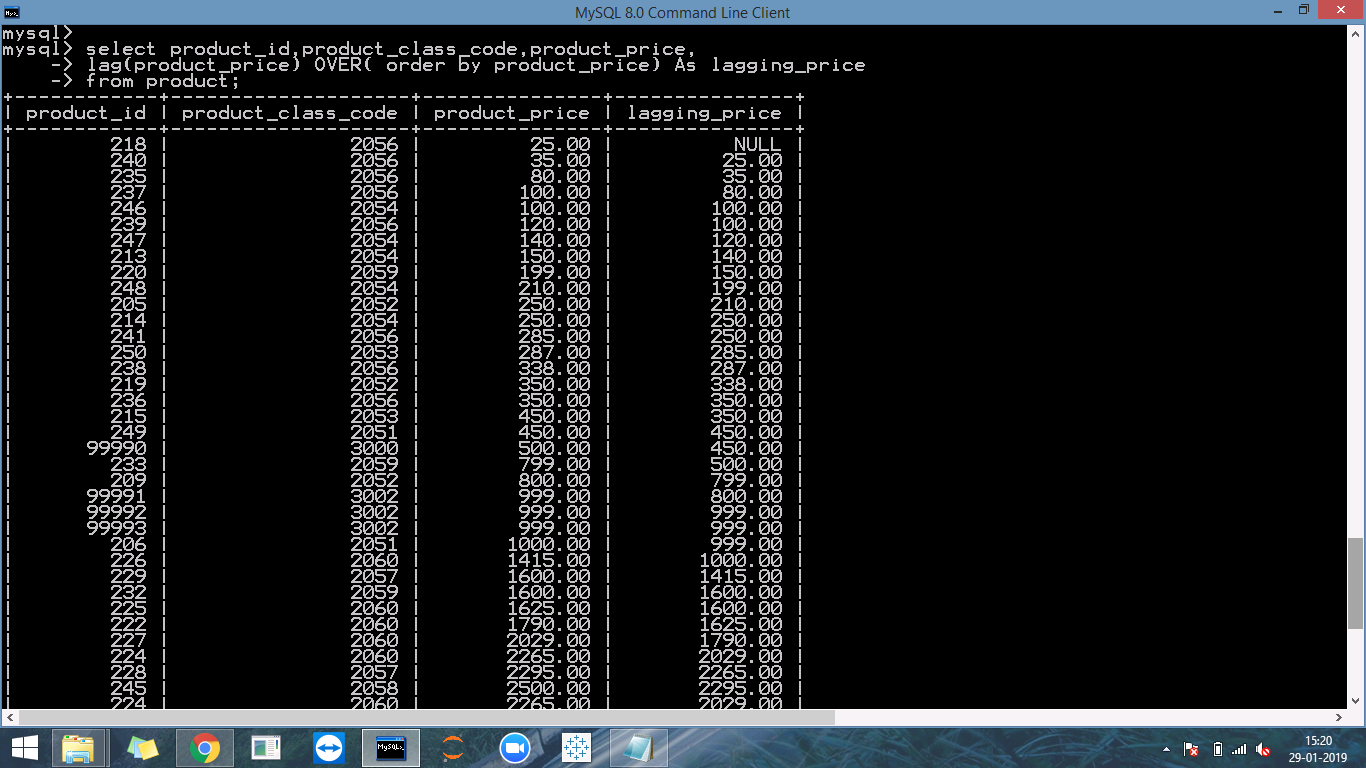 MySQL 8.0 Command Line Client
mysql>
mysql> select product_id,product_class_code,product_price,
    -> lag(product_price) OVER( order by product_price) As lagging_price
    -> from product;
| product_id | product_class_code | product_price | lagging_price |
| 218 | 2056 | 25.00 | NULL |
| 240 | 2056 | 35.00 | 25.00 |
| 235 | 2056 | 80.00 | 35.00 |
| 237 | 2056 | 100.00 | 80.00 |
| 246 | 2054 | 100.00 | 100.00 |
| 239 | 2056 | 120.00 | 100.00 |
| 247 | 2054 | 140.00 | 120.00 |
| 213 | 2054 | 150.00 | 140.00 |
| 220 | 2059 | 199.00 | 150.00 |
| 248 | 2054 | 210.00 | 199.00 |
| 205 | 2052 | 250.00 | 210.00 |
| 214 | 2054 | 250.00 | 250.00 |
| 241 | 2056 | 285.00 | 250.00 |
| 250 | 2053 | 287.00 | 285.00 |
| 238 | 2056 | 338.00 | 287.00 |
| 219 | 2052 | 350.00 | 338.00 |
| 236 | 2056 | 350.00 | 350.00 |
| 215 | 2053 | 450.00 | 350.00 |
| 249 | 2051 | 450.00 | 450.00 |
| 99990 | 3000 | 500.00 | 450.00 |
| 233 | 2059 | 799.00 | 500.00 |
| 209 | 2052 | 800.00 | 799.00 |
| 99991 | 3002 | 999.00 | 800.00 |
| 99992 | 3002 | 999.00 | 999.00 |
| 99993 | 3002 | 999.00 | 999.00 |
| 206 | 2051 | 1000.00 | 999.00 |
| 226 | 2060 | 1415.00 | 1000.00 |
| 229 | 2057 | 1600.00 | 1415.00 |
| 232 | 2059 | 1600.00 | 1600.00 |
| 225 | 2060 | 1625.00 | 1600.00 |
| 222 | 2060 | 1790.00 | 1625.00 |
| 227 | 2060 | 2029.00 | 1790.00 |
| 224 | 2060 | 2265.00 | 2029.00 |
| 228 | 2057 | 2295.00 | 2265.00 |
| 245 | 2058 | 2500.00 | 2295.00 |
| 224 | 2060 | 2265.00 | 2029.00 |
MySQL
15:20
29-01-2019